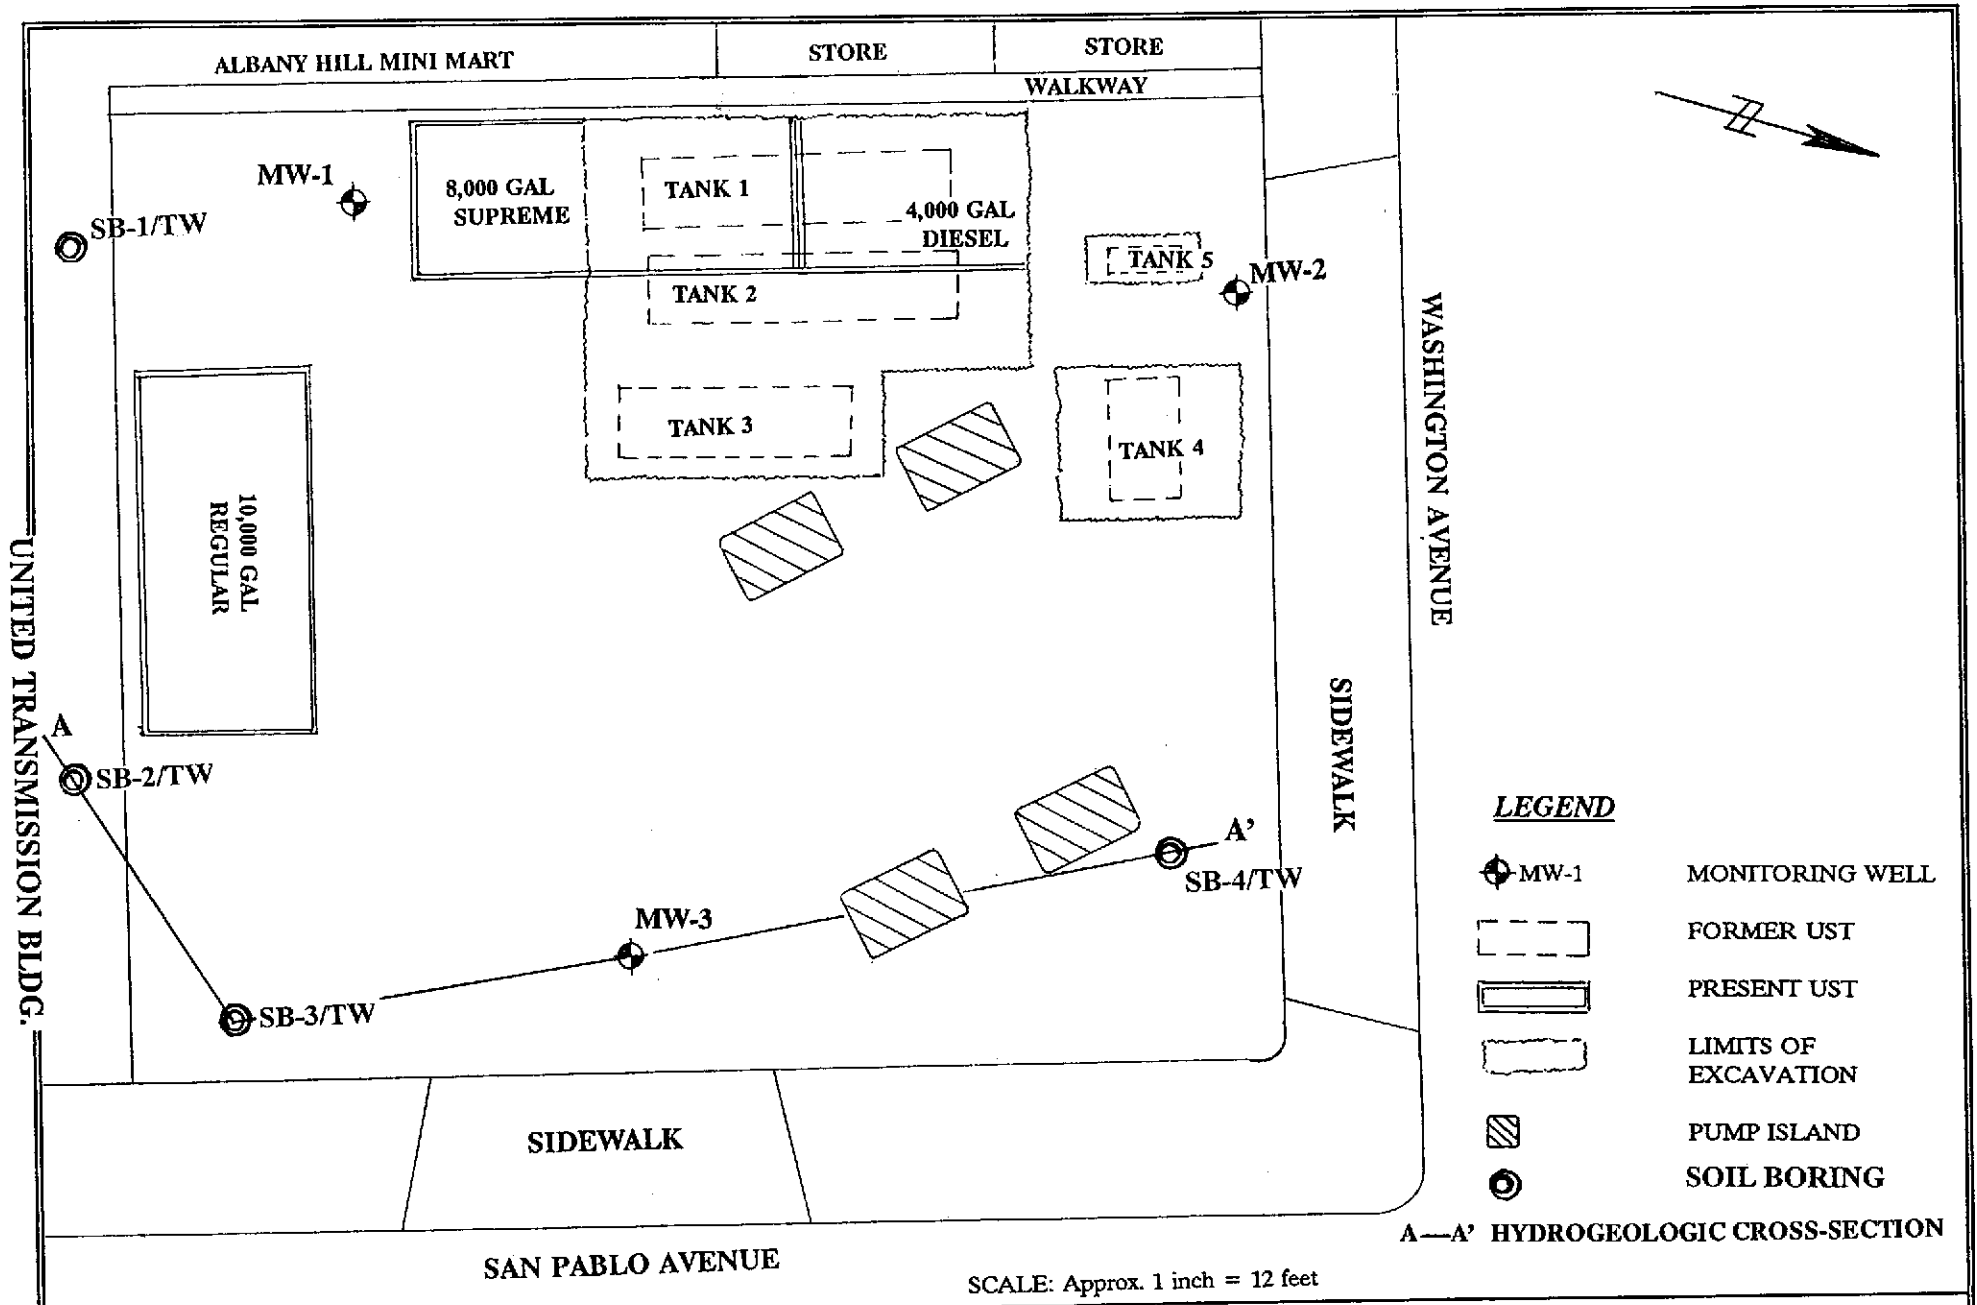 ALBANY HILL MINI MART
STORE
STORE
WALKWAY
MW-1
SB-1/TW
8,000 GAL
SUPREME
TANK 1
4,000 GAL
DIESEL
TANK 2
TANK 5
MW-2
TANK 3
TANK 4
10,000 GAL
REGULAR
WASHINGTON AVENUE
SIDEWALK
UNITED TRANSMISSION BLDG.
A
SB-2/TW
A'
SB-4/TW
MW-3
SB-3/TW
SIDEWALK
SAN PABLO AVENUE
SCALE: Approx. 1 inch = 12 feet
LEGEND
MW-1 MONITORING WELL
FORMER UST
PRESENT UST
LIMITS OF
EXCAVATION
PUMP ISLAND
SOIL BORING
A—A' HYDROGEOLOGIC CROSS-SECTION